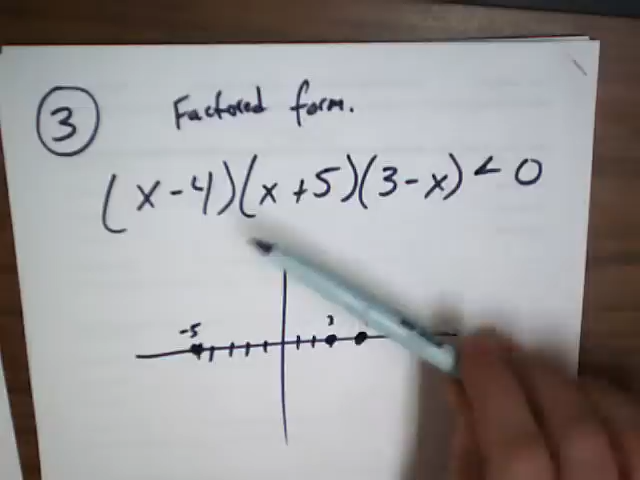 3
Factored form.
(x-4)(x+5)(3-x)<0
-5
3